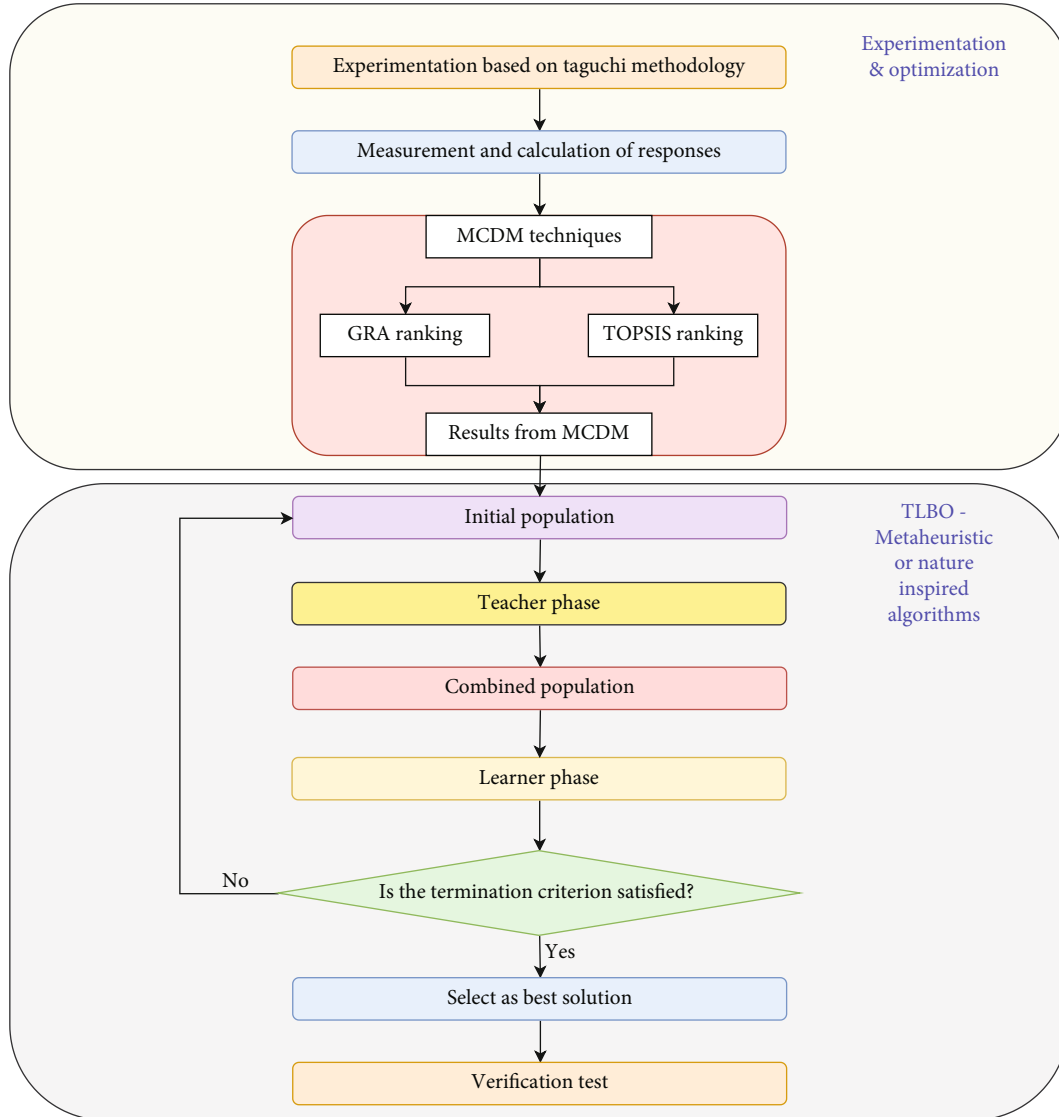 Experimentation
& optimization
Experimentation based on taguchi methodology
Measurement and calculation of responses
MCDM techniques
GRA ranking
TOPSIS ranking
Results from MCDM
TLBO -
Metaheuristic
or nature
inspired
algorithms
Initial population
Teacher phase
Combined population
Learner phase
Is the termination criterion satisfied?
No
Yes
Select as best solution
Verification test